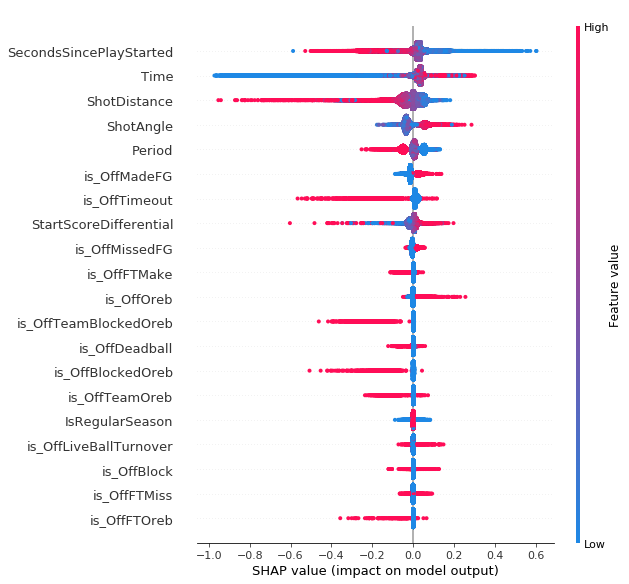 High
SecondsSincePlayStarted
Time
ShotDistance
ShotAngle
Period
is_OffMadeFG
is_OffTimeout
StartScoreDifferential
is_OffMissedFG
is_OffFTMake
is_OffOreb
is_OffTeamBlockedOreb
is_OffDeadball
is_OffBlockedOreb
is_OffTeamOreb
IsRegularSeason
is_OffLiveBallTurnover
is_OffBlock
is_OffFTMiss
is_OffFTOreb
Feature value
Low
−1.0 −0.8 −0.6 −0.4 −0.2 0.0 0.2 0.4 0.6
SHAP value (impact on model output)